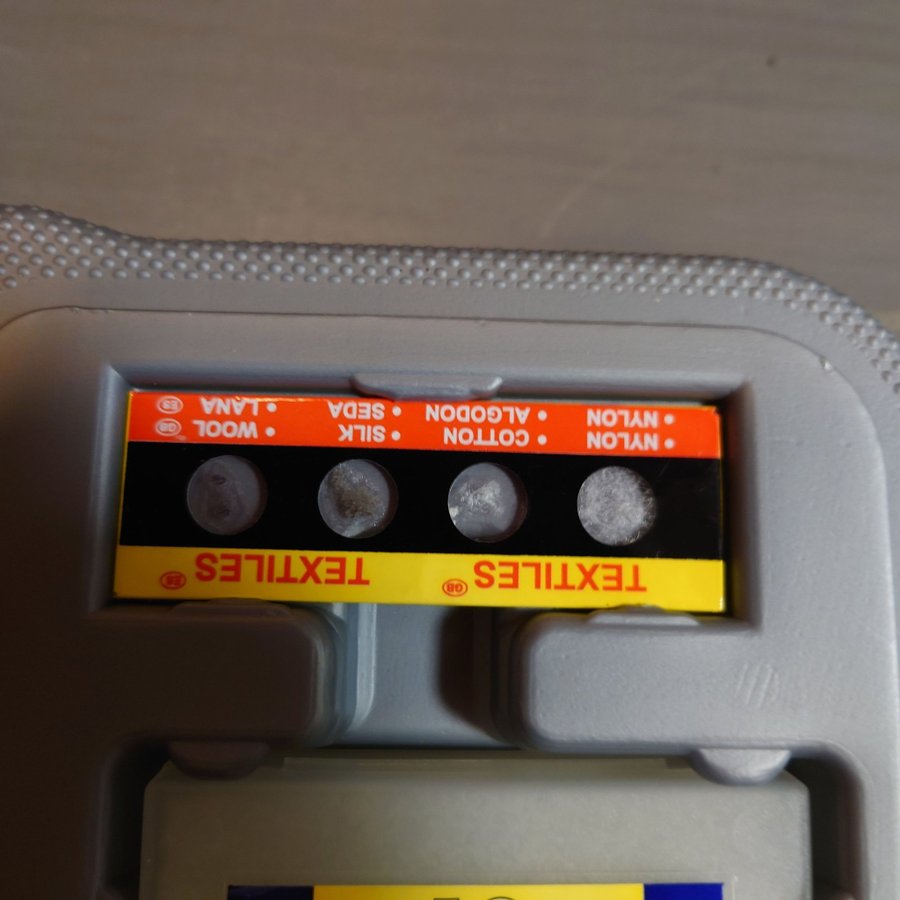 TEXTILES GB TEXTILES ES
• NYLON • COTTON • SILK • WOOL GB
• NYLON • ALGODON • SEDA • LANA ES